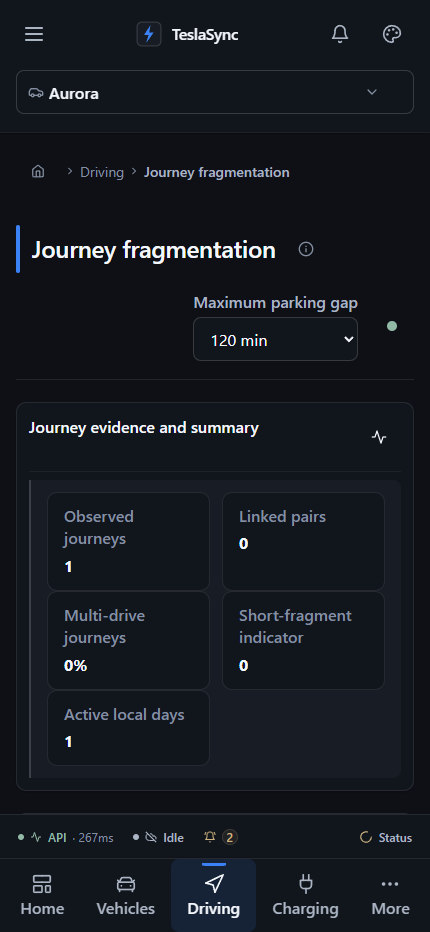 TeslaSync
Aurora
Driving
Journey fragmentation
Journey fragmentation
Maximum parking gap
120 min
Journey evidence and summary
Observed
journeys
1
Linked pairs
0
Multi-drive
journeys
0%
Short-fragment
indicator
0
Active local days
1
API · 267ms
Idle
2
Status
Home
Vehicles
Driving
Charging
More